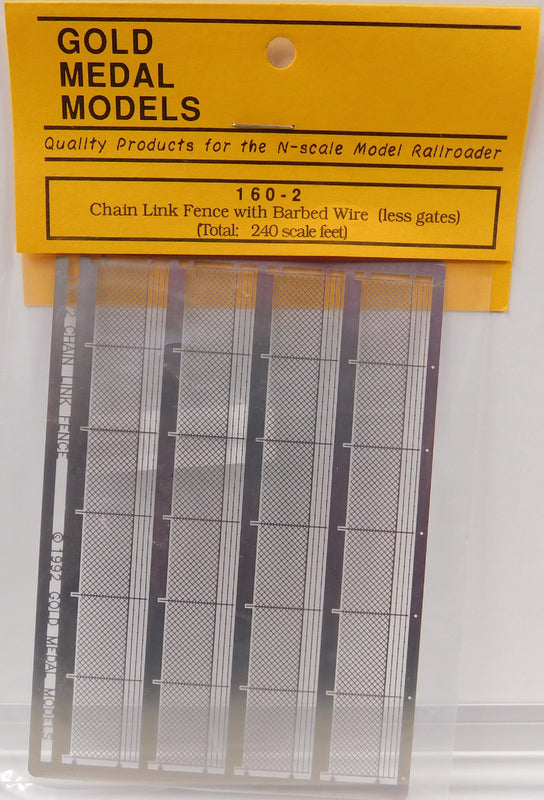 GOLD
MEDAL
MODELS
Quality Products for the N-scale Model Railroader
160-2
Chain Link Fence with Barbed Wire (less gates)
(Total: 240 scale feet)
CHAIN LINK FENCE
©1992 GOLD MEDAL MODELS